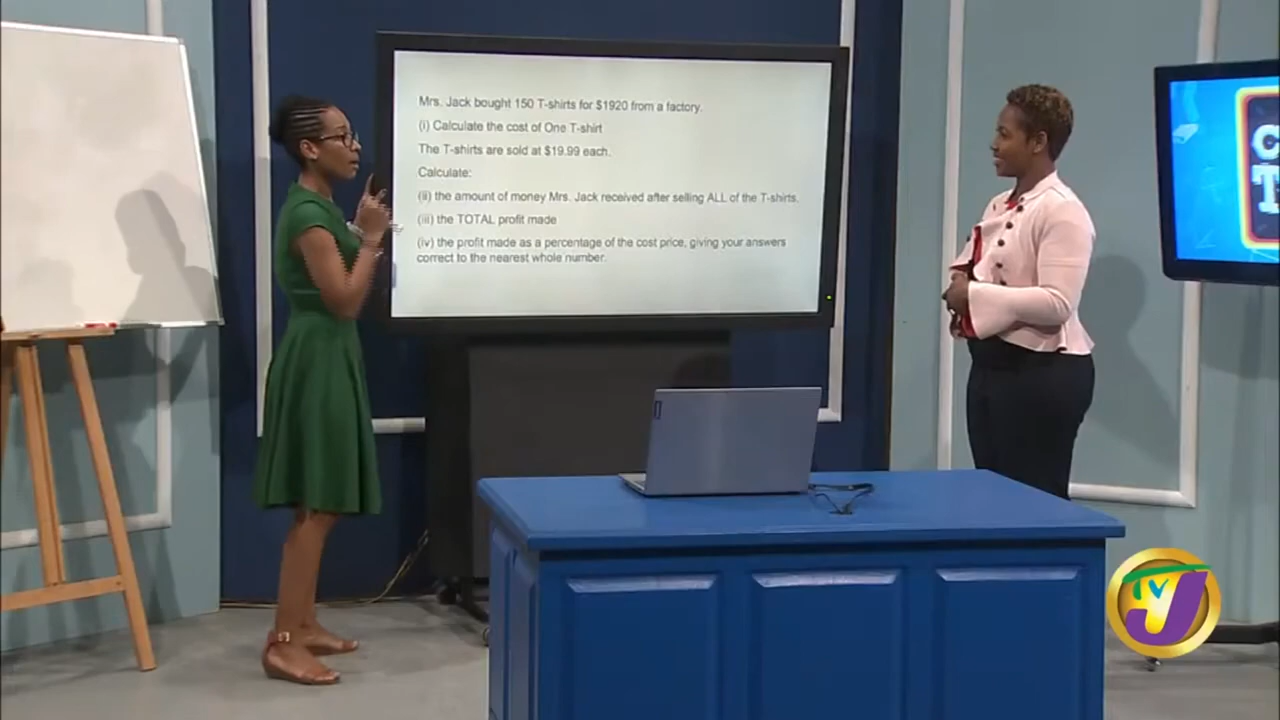 Mrs. Jack bought 150 T-shirts for $1920 from a factory.
(i) Calculate the cost of One T-shirt
The T-shirts are sold at $19.99 each.
Calculate:
(ii) the amount of money Mrs. Jack received after selling ALL of the T-shirts.
(iii) the TOTAL profit made
(iv) the profit made as a percentage of the cost price, giving your answers
correct to the nearest whole number.
TVJ